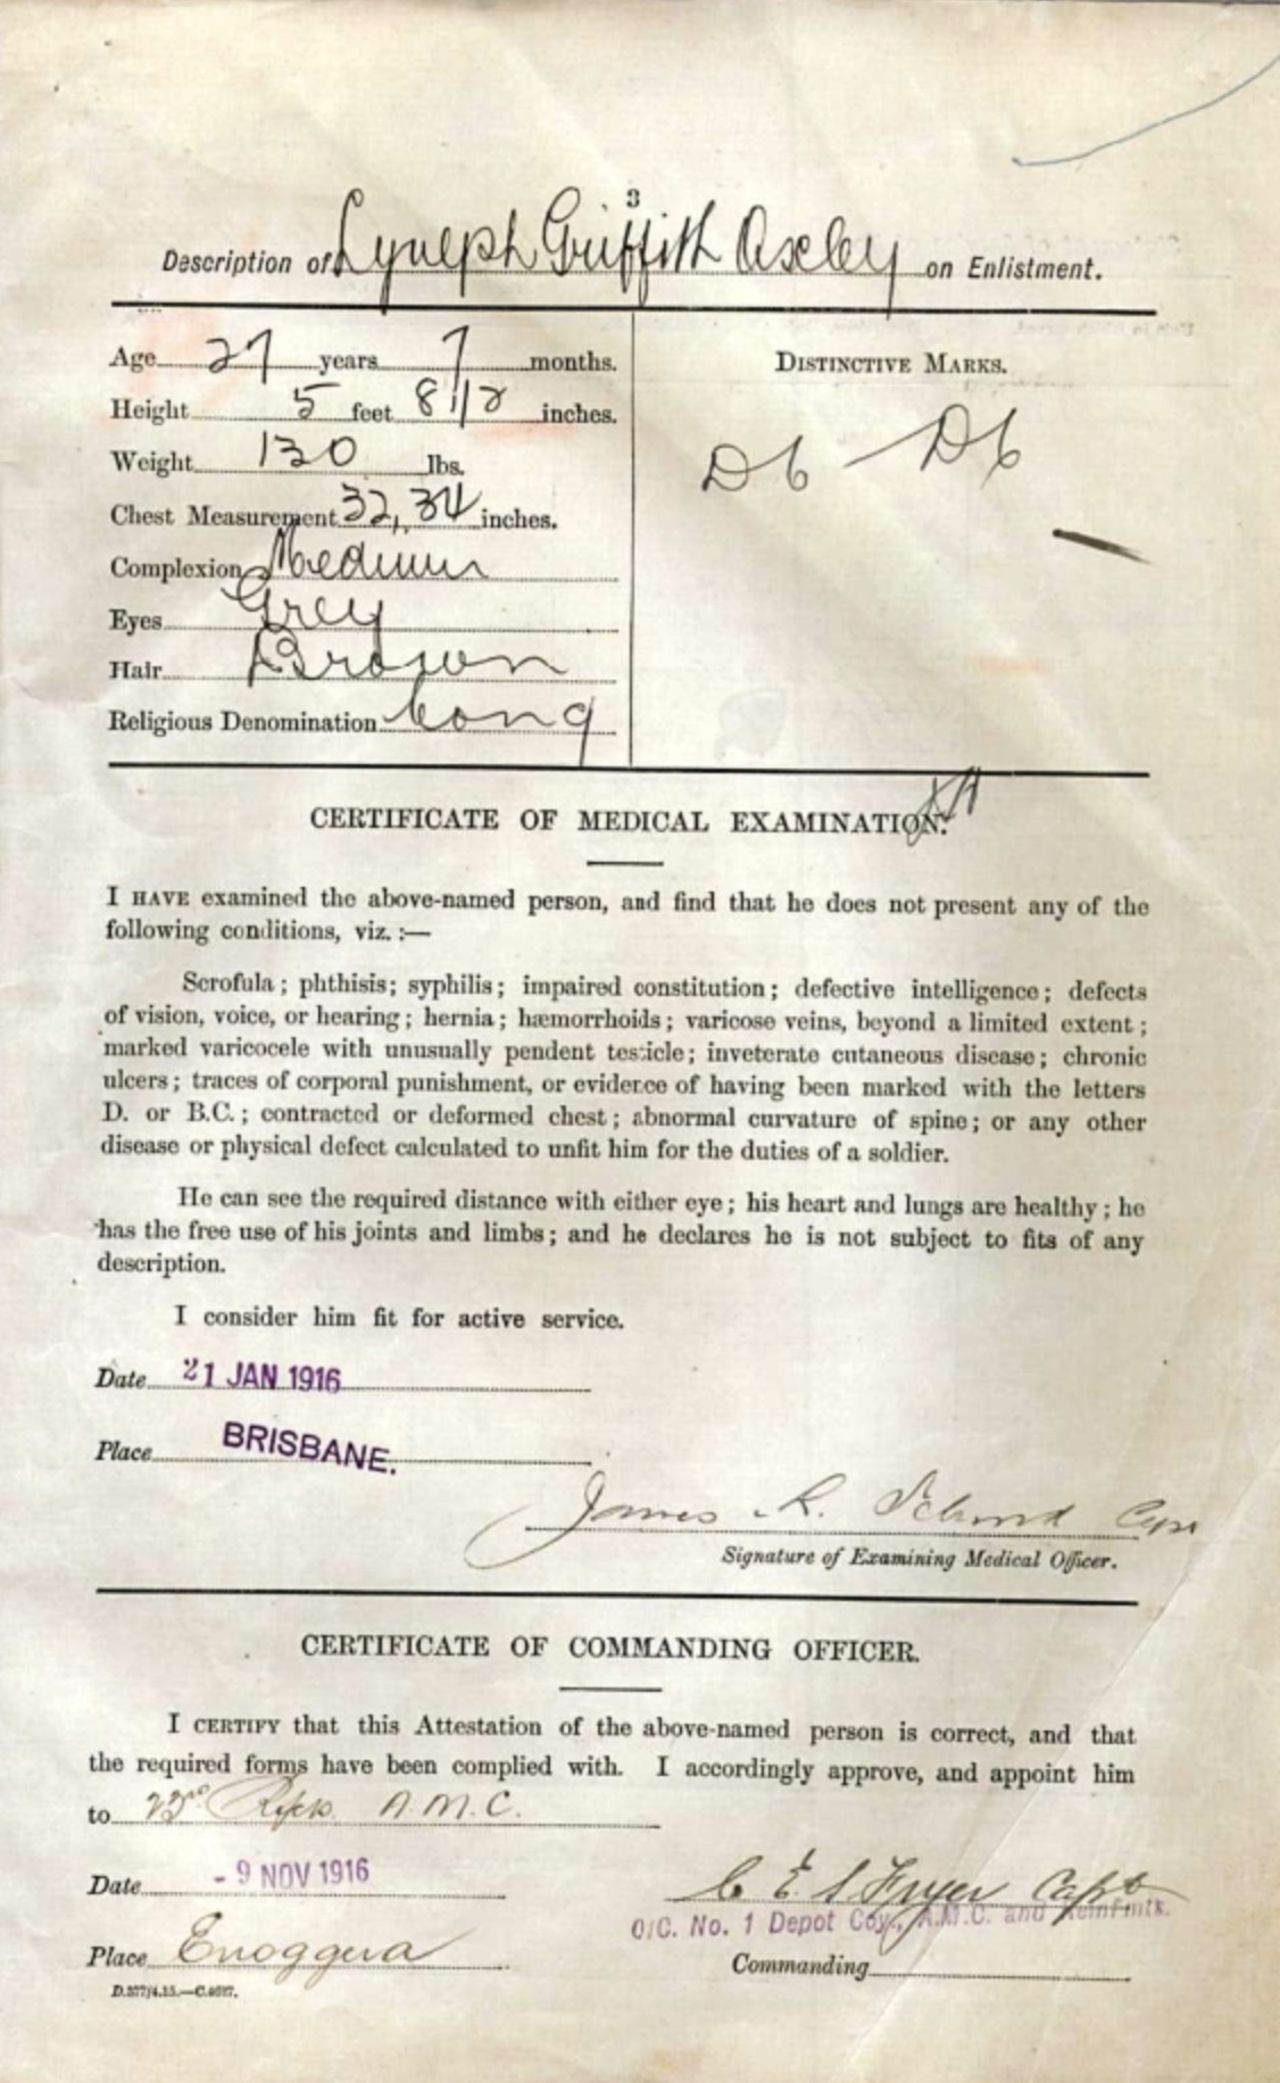 3
Description of Lyneph Griffith Oxley on Enlistment.
Age 27 years 7 months.
Height 5 feet 8 1/2 inches.
Weight 130 lbs.
Chest Measurement 32, 34 inches.
Complexion Medium
Eyes Grey
Hair Brown
Religious Denomination Cong
DISTINCTIVE MARKS.
CERTIFICATE OF MEDICAL EXAMINATION.
I HAVE examined the above-named person, and find that he does not present any of the
following conditions, viz.:—
Scrofula; phthisis; syphilis; impaired constitution; defective intelligence; defects
of vision, voice, or hearing; hernia; hæmorrhoids; varicose veins, beyond a limited extent;
marked varicocele with unusually pendent testicle; inveterate cutaneous disease; chronic
ulcers; traces of corporal punishment, or evidence of having been marked with the letters
D. or B.C.; contracted or deformed chest; abnormal curvature of spine; or any other
disease or physical defect calculated to unfit him for the duties of a soldier.
He can see the required distance with either eye; his heart and lungs are healthy; he
has the free use of his joints and limbs; and he declares he is not subject to fits of any
description.
I consider him fit for active service.
Date 21 JAN 1916
Place BRISBANE.
James R.
Signature of Examining Medical Officer.
CERTIFICATE OF COMMANDING OFFICER.
I CERTIFY that this Attestation of the above-named person is correct, and that
the required forms have been complied with. I accordingly approve, and appoint him
to 23rd A.M.C.
Date - 9 NOV 1916
C E S Fryer Capt
O/C. No. 1 Depot Coy., A.M.C. and Reinf'mts.
Place Enoggera
Commanding
D.377/4.15.—C.